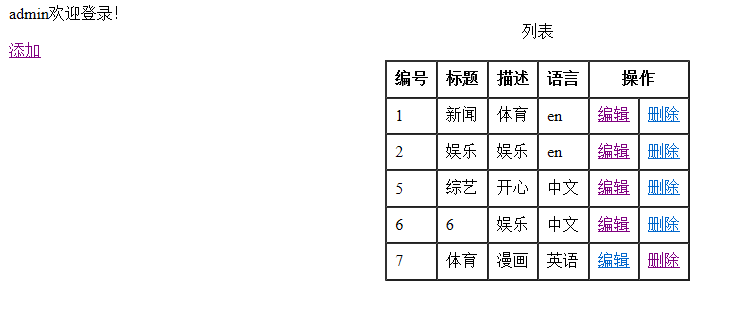 admin欢迎登录!
添加
列表
编号 标题 描述 语言 操作
1 新闻 体育 en 编辑 删除
2 娱乐 娱乐 en 编辑 删除
5 综艺 开心 中文 编辑 删除
6 6 娱乐 中文 编辑 删除
7 体育 漫画 英语 编辑 删除